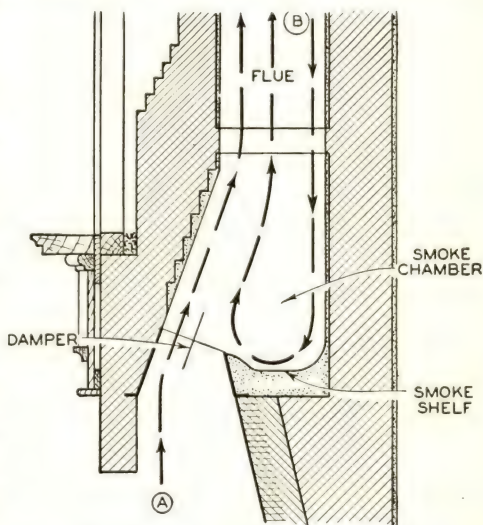 B
FLUE
SMOKE
CHAMBER
DAMPER
SMOKE
SHELF
A